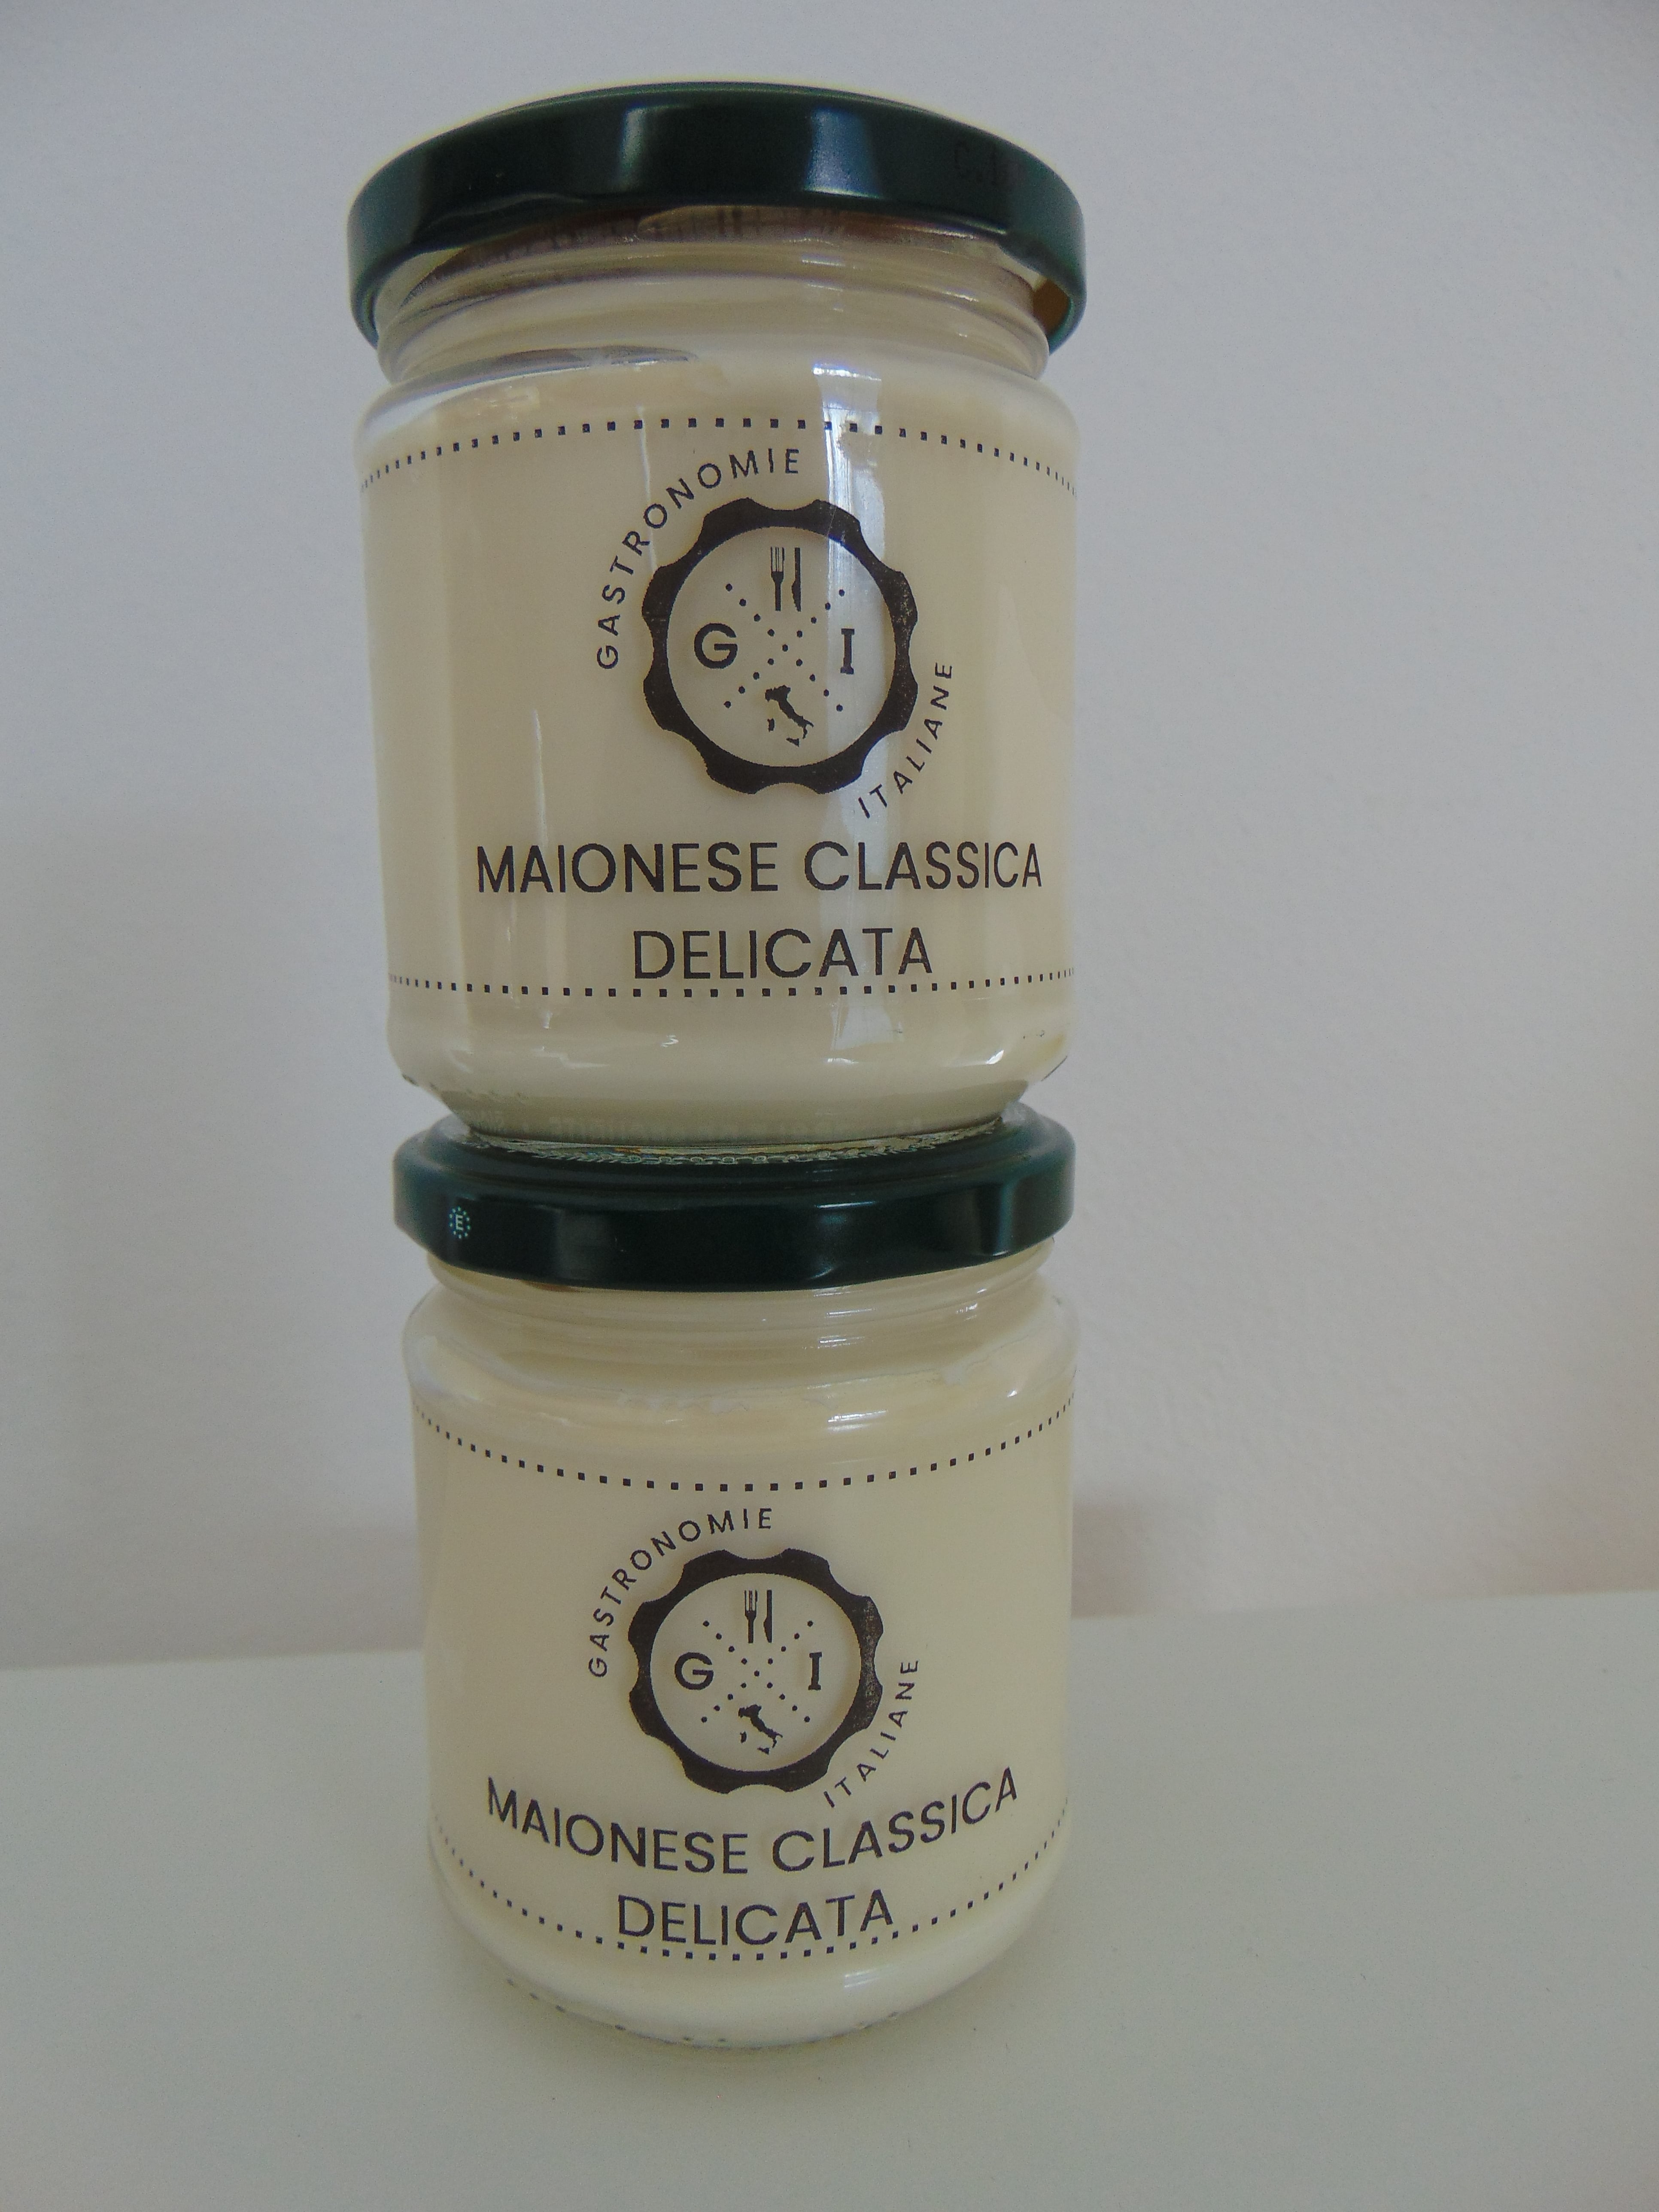 GASTRONOMIE
G I
ITALIANE
MAIONESE CLASSICA
DELICATA
E
GASTRONOMIE
G I
ITALIANE
MAIONESE CLASSICA
DELICATA